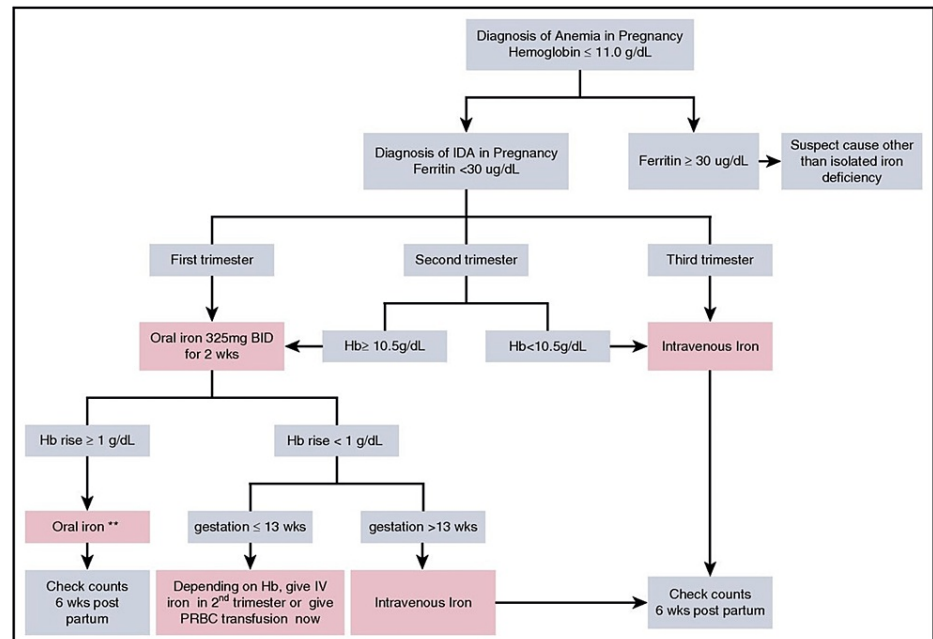 Diagnosis of Anemia in Pregnancy
Hemoglobin ≤ 11.0 g/dL
Diagnosis of IDA in Pregnancy
Ferritin <30 ug/dL
Ferritin ≥ 30 ug/dL
Suspect cause other
than isolated iron
deficiency
First trimester
Second trimester
Third trimester
Oral iron 325mg BID
for 2 wks
Hb≥ 10.5g/dL
Hb<10.5g/dL
Intravenous Iron
Hb rise ≥ 1 g/dL
Hb rise < 1 g/dL
Oral iron **
gestation ≤ 13 wks
gestation >13 wks
Check counts
6 wks post
partum
Depending on Hb, give IV
iron in 2nd trimester or give
PRBC transfusion now
Intravenous Iron
Check counts
6 wks post partum